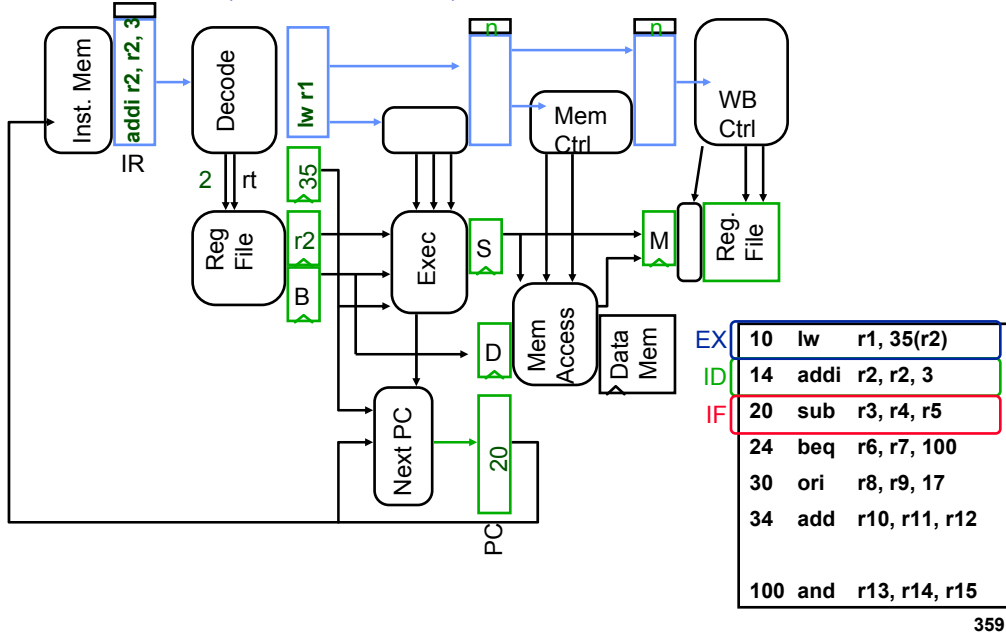 Inst. Mem
addi r2, r2, 3
IR
Decode
2 rt
Reg
File
lw r1
35
r2
B
Exec
n
S
D
Mem
Ctrl
Mem
Access
Data
Mem
n
M
WB
Ctrl
Reg.
File
Next PC
20
PC
EX 10 lw r1, 35(r2)
ID 14 addi r2, r2, 3
IF 20 sub r3, r4, r5
24 beq r6, r7, 100
30 ori r8, r9, 17
34 add r10, r11, r12
100 and r13, r14, r15
359